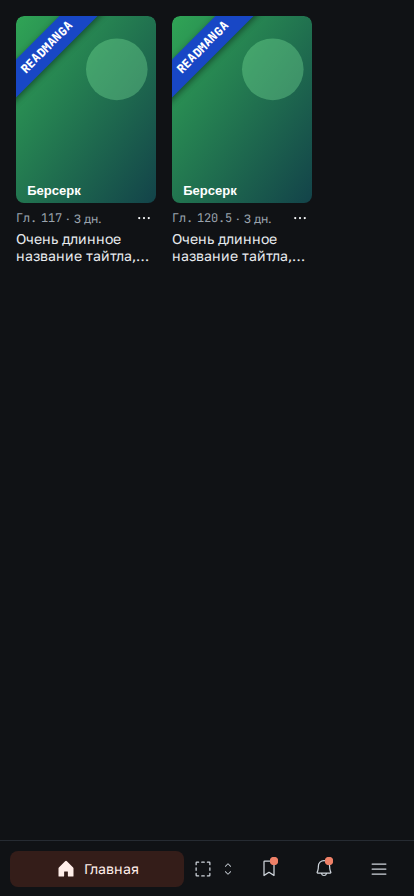 READMANGA
Берсерк
Гл. 117 · 3 дн.
Очень длинное
название тайтла,...
READMANGA
Берсерк
Гл. 120.5 · 3 дн.
Очень длинное
название тайтла,...
Главная